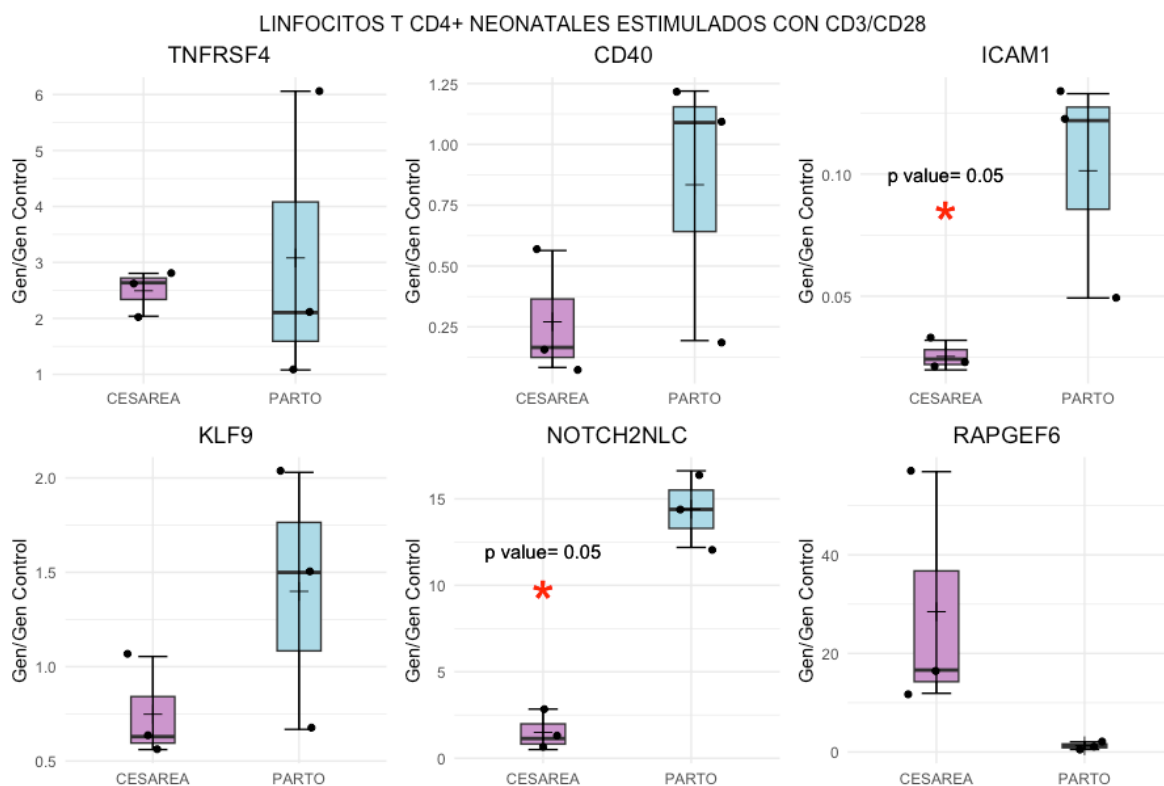 LINFOCITOS T CD4+ NEONATALES ESTIMULADOS CON CD3/CD28
TNFRSF4
Gen/Gen Control
6
5
4
3
2
1
CESAREA
PARTO
CD40
Gen/Gen Control
1.25
1.00
0.75
0.50
0.25
CESAREA
PARTO
ICAM1
Gen/Gen Control
0.10
0.05
p value= 0.05
*
CESAREA
PARTO
KLF9
Gen/Gen Control
2.0
1.5
1.0
0.5
CESAREA
PARTO
NOTCH2NLC
Gen/Gen Control
15
10
5
0
p value= 0.05
*
CESAREA
PARTO
RAPGEF6
Gen/Gen Control
40
20
0
CESAREA
PARTO